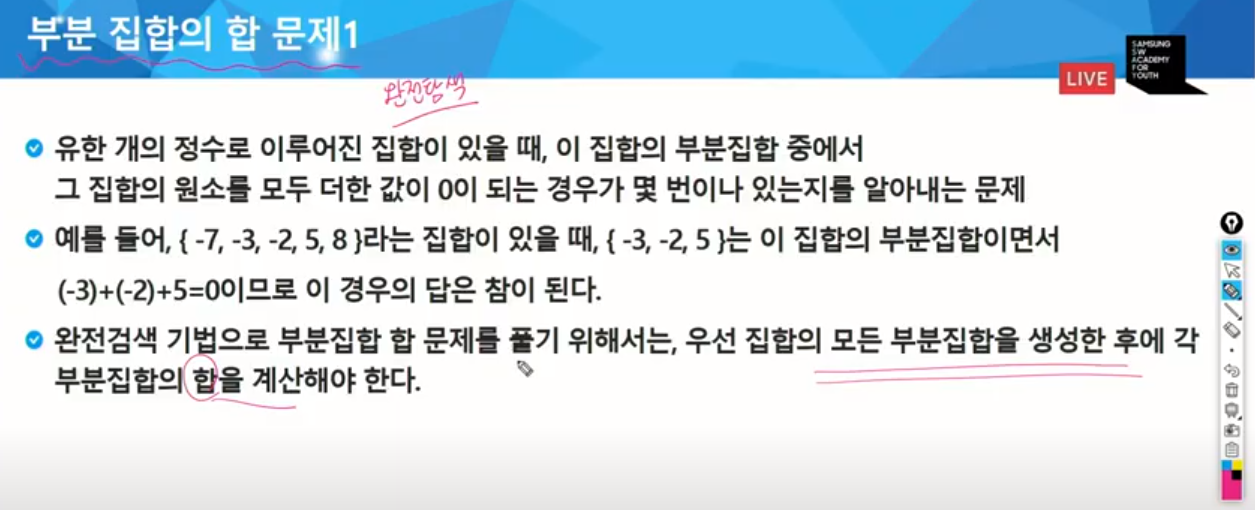 부분 집합의 합 문제1
SAMSUNG
SW
ACADEMY
FOR
YOUTH
LIVE
완전탐색
유한 개의 정수로 이루어진 집합이 있을 때, 이 집합의 부분집합 중에서
그 집합의 원소를 모두 더한 값이 0이 되는 경우가 몇 번이나 있는지를 알아내는 문제
예를 들어, { -7, -3, -2, 5, 8 }라는 집합이 있을 때, { -3, -2, 5 }는 이 집합의 부분집합이면서
(-3)+(-2)+5=0이므로 이 경우의 답은 참이 된다.
완전검색 기법으로 부분집합 합 문제를 풀기 위해서는, 우선 집합의 모든 부분집합을 생성한 후에 각
부분집합의 합을 계산해야 한다.